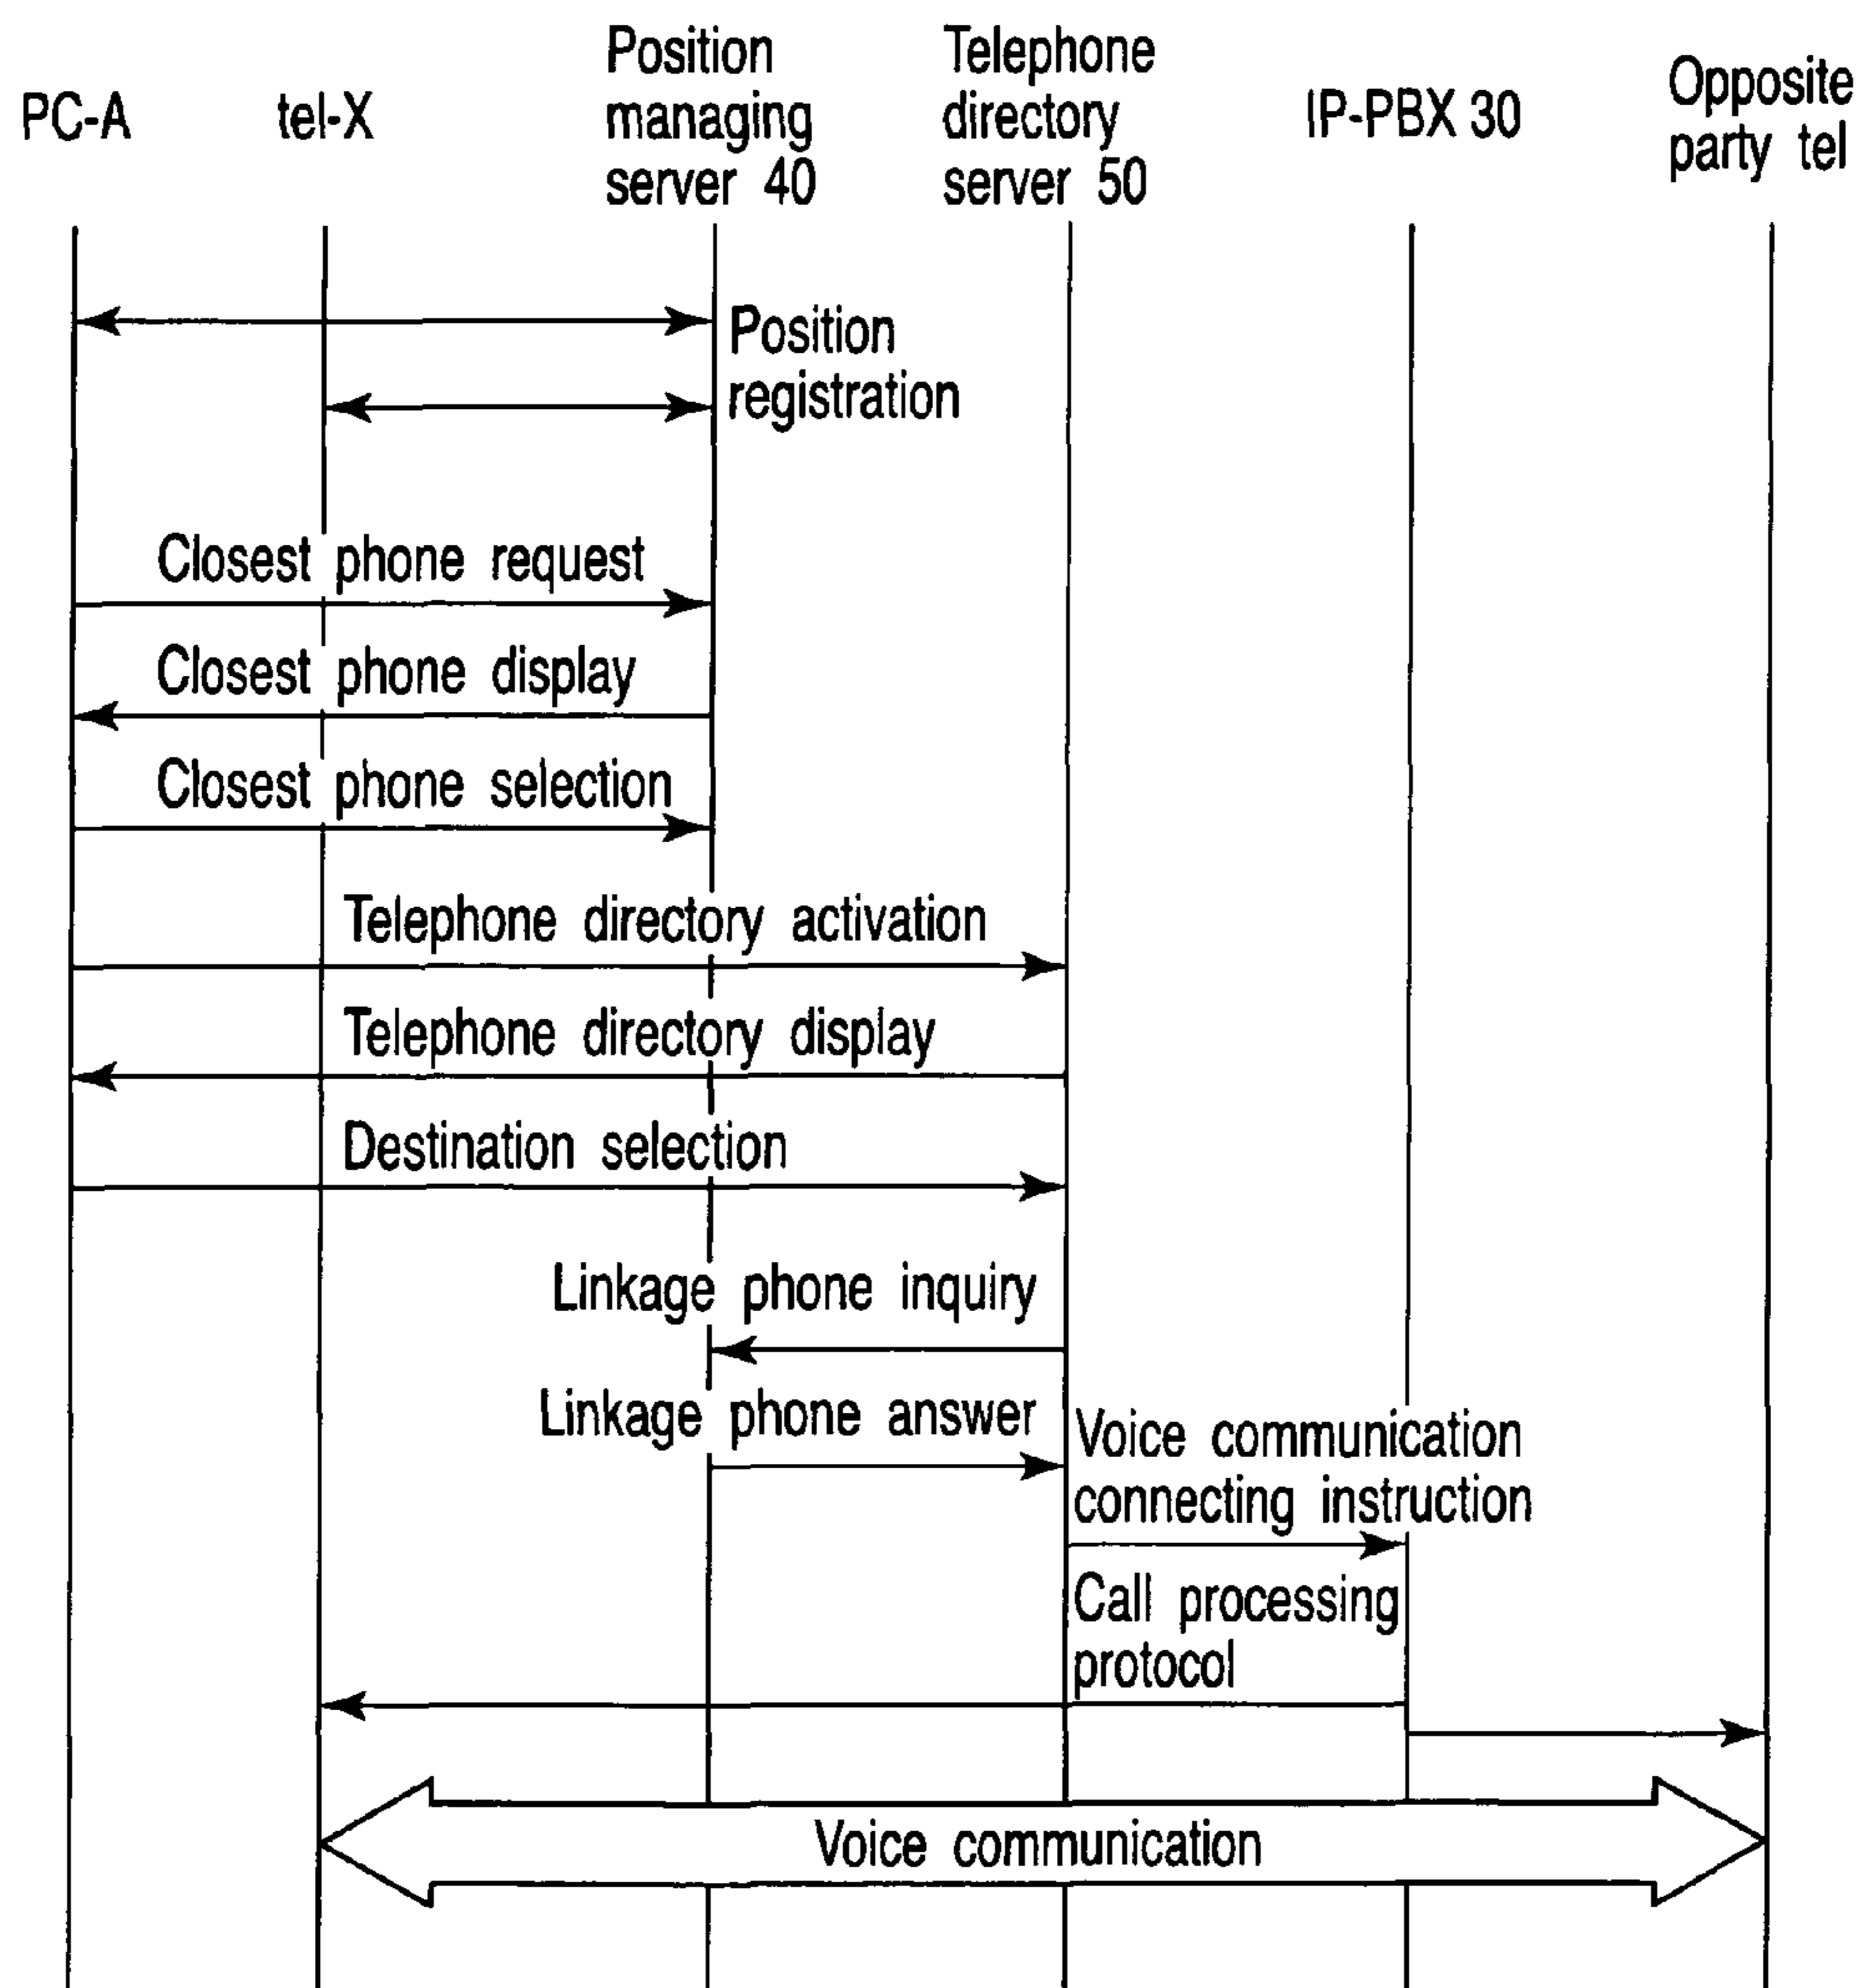 PC-A
tel-X
Position
managing
server 40
Telephone
directory
server 50
IP-PBX 30
Opposite
party tel
Position
registration
Closest phone request
Closest phone display
Closest phone selection
Telephone directory activation
Telephone directory display
Destination selection
Linkage phone inquiry
Linkage phone answer
Voice communication
connecting instruction
Call processing
protocol
Voice communication